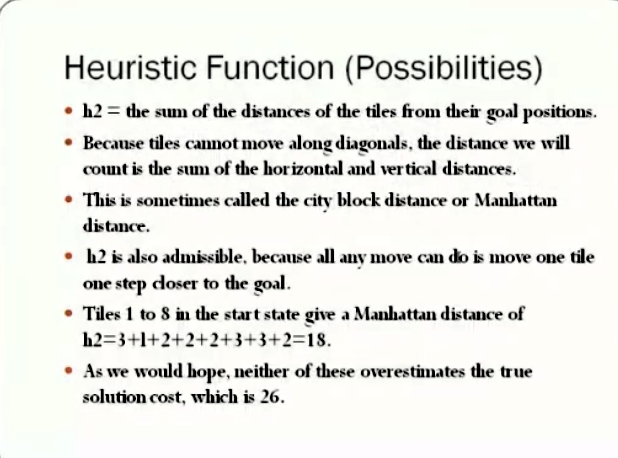 Heuristic Function (Possibilities)
• h2 = the sum of the distances of the tiles from their goal positions.
• Because tiles cannot move along diagonals, the distance we will
count is the sum of the horizontal and vertical distances.
• This is sometimes called the city block distance or Manhattan
distance.
• h2 is also admissible, because all any move can do is move one tile
one step closer to the goal.
• Tiles 1 to 8 in the start state give a Manhattan distance of
h2=3+1+2+2+2+3+3+2=18.
• As we would hope, neither of these overestimates the true
solution cost, which is 26.